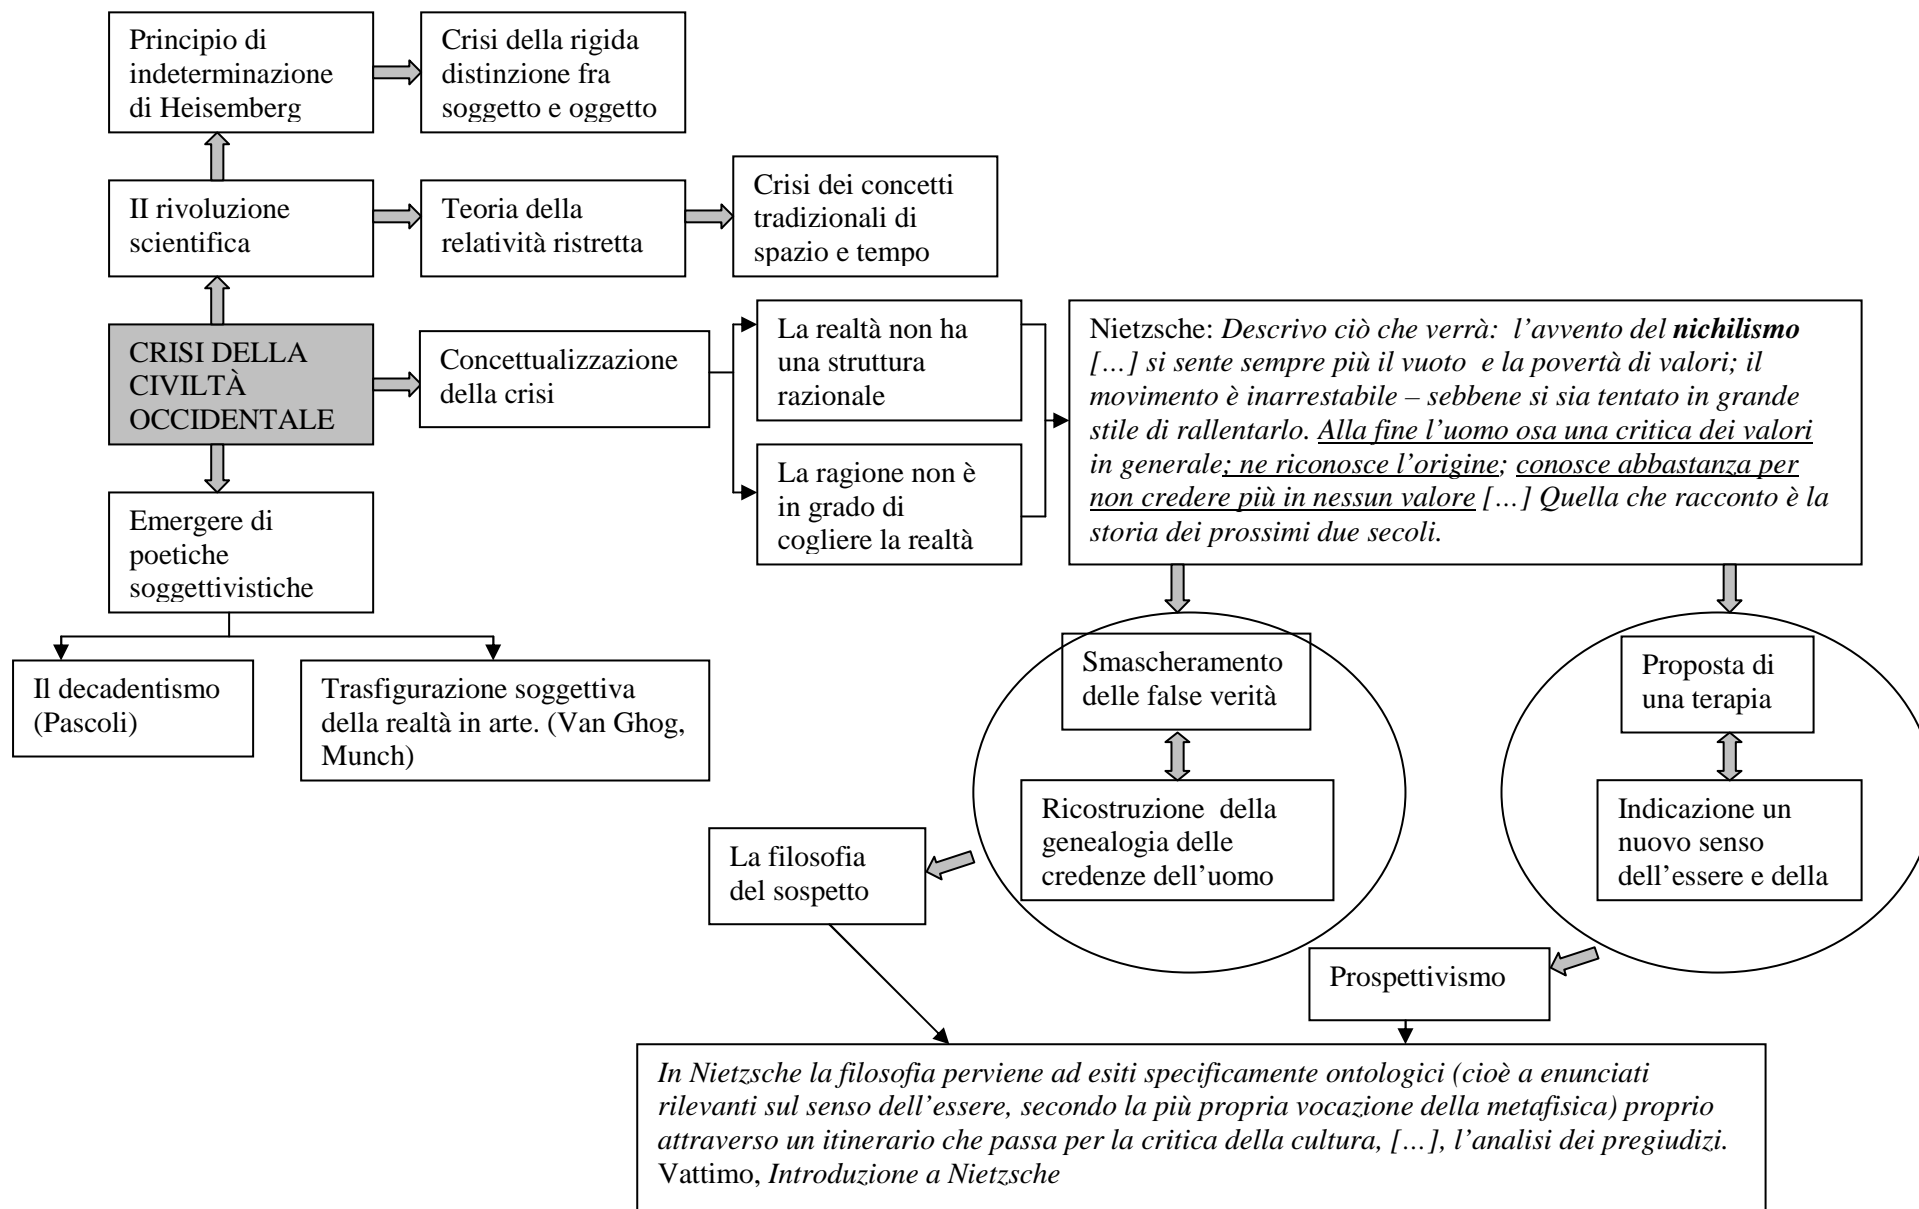 Principio di
indeterminazione
di Heisemberg
Crisi della rigida
distinzione fra
soggetto e oggetto
II rivoluzione
scientifica
Teoria della
relatività ristretta
Crisi dei concetti
tradizionali di
spazio e tempo
CRISI DELLA
CIVILTÀ
OCCIDENTALE
Concettualizzazione
della crisi
La realtà non ha
una struttura
razionale
La ragione non è
in grado di
cogliere la realtà
Nietzsche: Descrivo ciò che verrà:  l’avvento del nichilismo
[…] si sente sempre più il vuoto  e la povertà di valori; il
movimento è inarrestabile – sebbene si sia tentato in grande
stile di rallentarlo. Alla fine l’uomo osa una critica dei valori
in generale; ne riconosce l’origine; conosce abbastanza per
non credere più in nessun valore […] Quella che racconto è la
storia dei prossimi due secoli.
Emergere di
poetiche
soggettivistiche
Il decadentismo
(Pascoli)
Trasfigurazione soggettiva
della realtà in arte. (Van Ghog,
Munch)
Smascheramento
delle false verità
Ricostruzione  della
genealogia delle
credenze dell’uomo
Proposta di
una terapia
Indicazione un
nuovo senso
dell’essere e della
La filosofia
del sospetto
Prospettivismo
In Nietzsche la filosofia perviene ad esiti specificamente ontologici (cioè a enunciati
rilevanti sul senso dell’essere, secondo la più propria vocazione della metafisica) proprio
attraverso un itinerario che passa per la critica della cultura, […], l’analisi dei pregiudizi.
Vattimo, Introduzione a Nietzsche